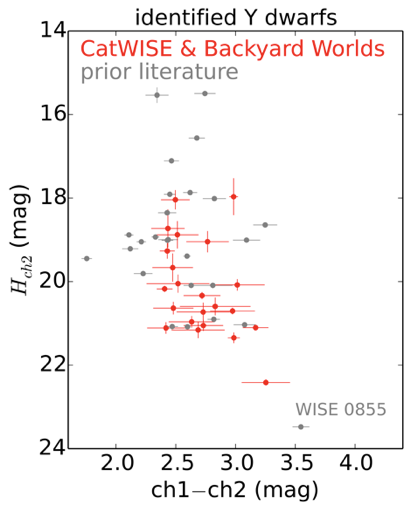 identified Y dwarfs
14
CatWISE & Backyard Worlds
prior literature
16
18
H_ch2 (mag)
20
22
WISE 0855
24
2.0 2.5 3.0 3.5 4.0
ch1−ch2 (mag)